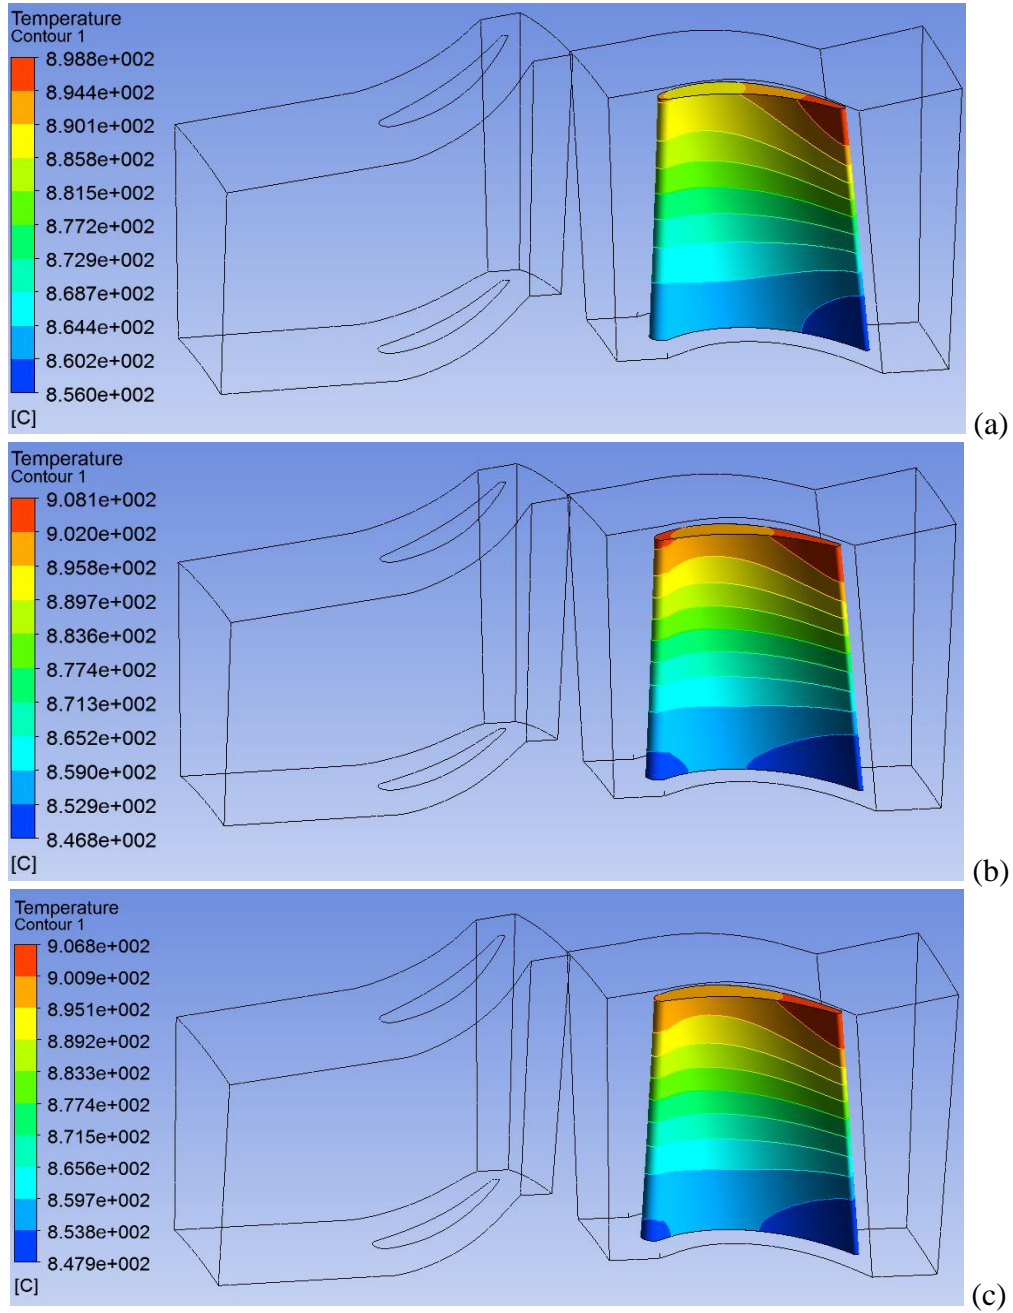 Temperature
Contour 1
8.988e+002
8.944e+002
8.901e+002
8.858e+002
8.815e+002
8.772e+002
8.729e+002
8.687e+002
8.644e+002
8.602e+002
8.560e+002
[C]
(a)
Temperature
Contour 1
9.081e+002
9.020e+002
8.958e+002
8.897e+002
8.836e+002
8.774e+002
8.713e+002
8.652e+002
8.590e+002
8.529e+002
8.468e+002
[C]
(b)
Temperature
Contour 1
9.068e+002
9.009e+002
8.951e+002
8.892e+002
8.833e+002
8.774e+002
8.715e+002
8.656e+002
8.597e+002
8.538e+002
8.479e+002
[C]
(c)